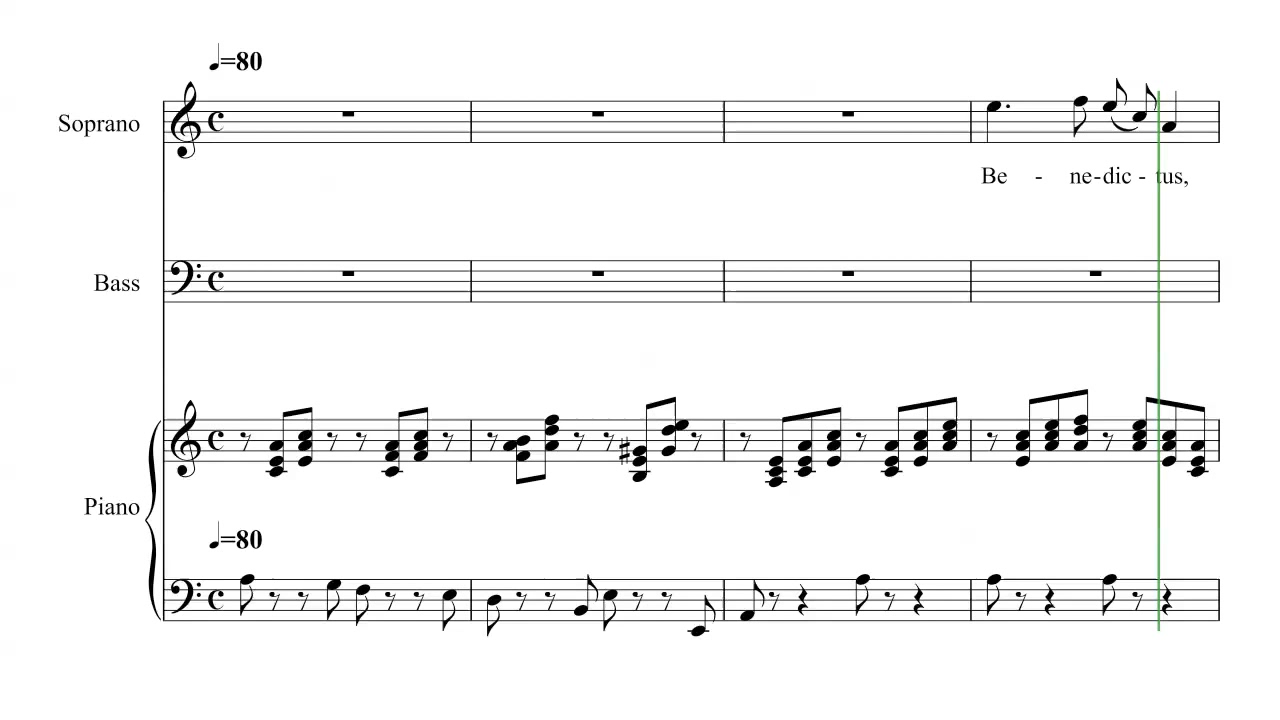 ♩=80
Soprano
Be - ne-dic - tus,
Bass
Piano
♩=80